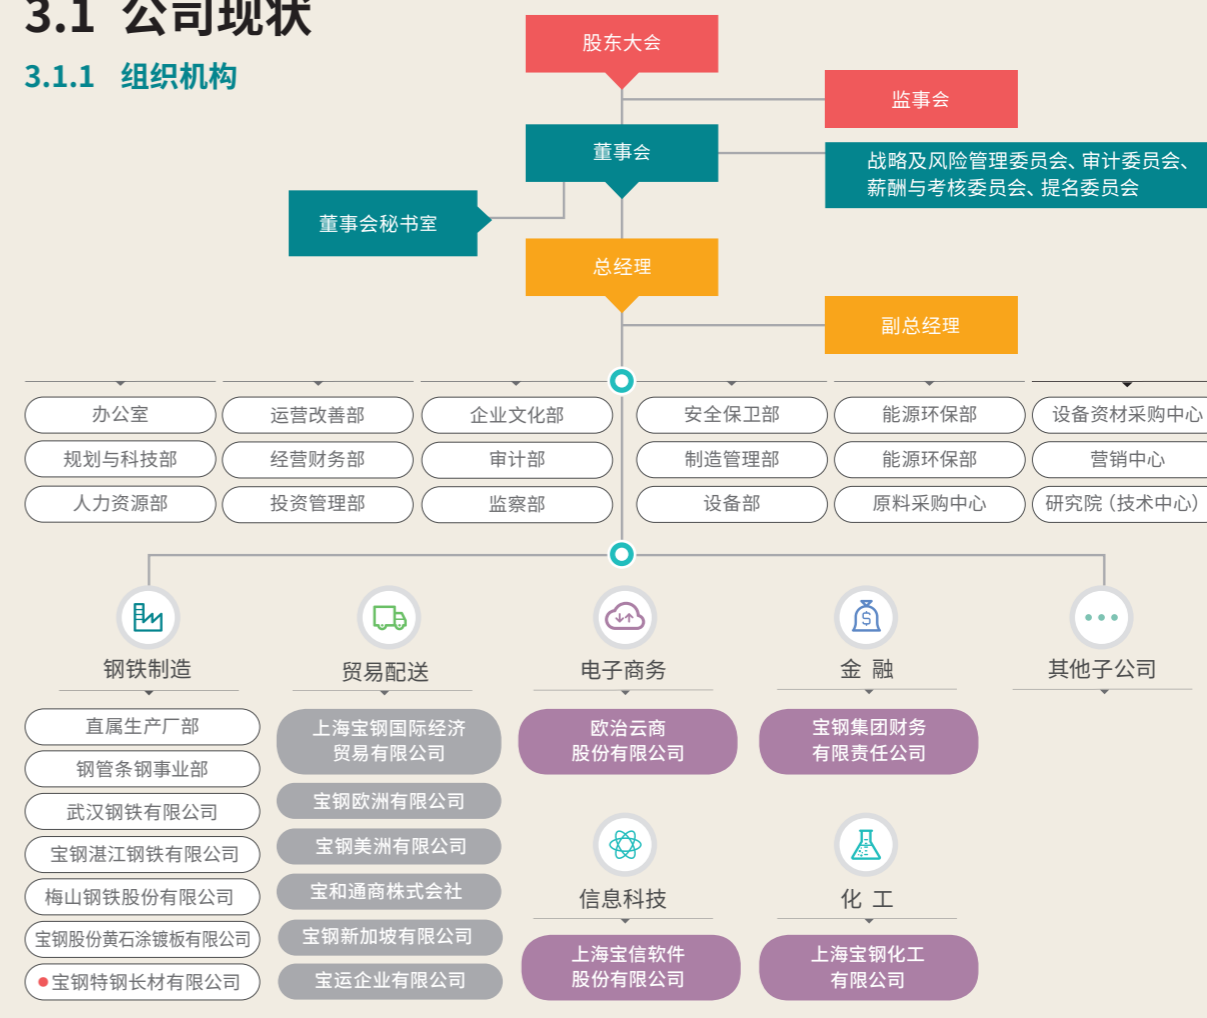 3.1 公司现状
3.1.1 组织机构
股东大会
监事会
董事会
战略及风险管理委员会、审计委员会、
薪酬与考核委员会、提名委员会
董事会秘书室
总经理
副总经理
办公室
运营改善部
企业文化部
安全保卫部
能源环保部
设备资材采购中心
规划与科技部
经营财务部
审计部
制造管理部
能源环保部
营销中心
人力资源部
投资管理部
监察部
设备部
原料采购中心
研究院（技术中心）
钢铁制造
贸易配送
电子商务
金 融
其他子公司
直属生产厂部
钢管条钢事业部
武汉钢铁有限公司
宝钢湛江钢铁有限公司
梅山钢铁股份有限公司
宝钢股份黄石涂镀板有限公司
宝钢特钢长材有限公司
上海宝钢国际经济
贸易有限公司
宝钢欧洲有限公司
宝钢美洲有限公司
宝和通商株式会社
宝钢新加坡有限公司
宝运企业有限公司
欧冶云商
股份有限公司
宝钢集团财务
有限责任公司
信息科技
化 工
上海宝信软件
股份有限公司
上海宝钢化工
有限公司